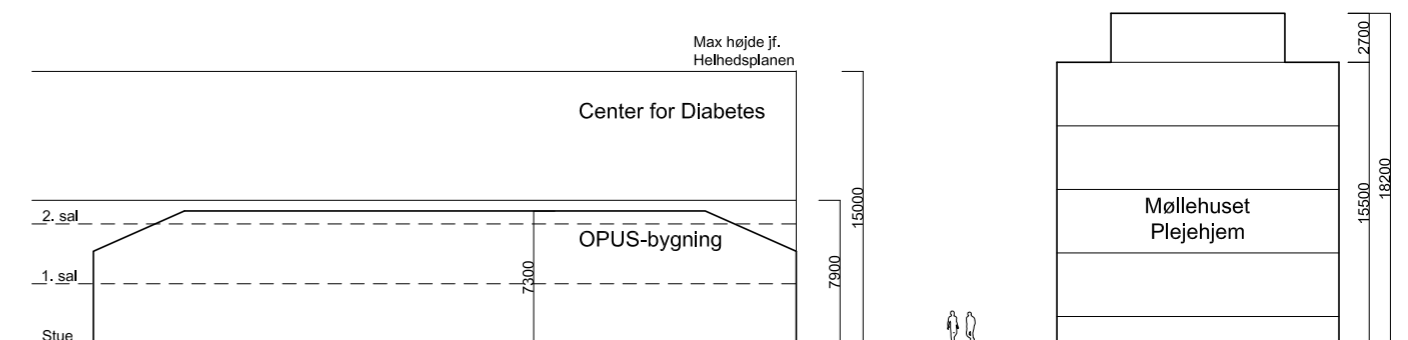 Max højde jf.
Helhedsplanen
Center for Diabetes
2. sal
OPUS-bygning
1. sal
Stue
7300
7900
15000
Møllehuset
Plejehjem
2700
15500
18200